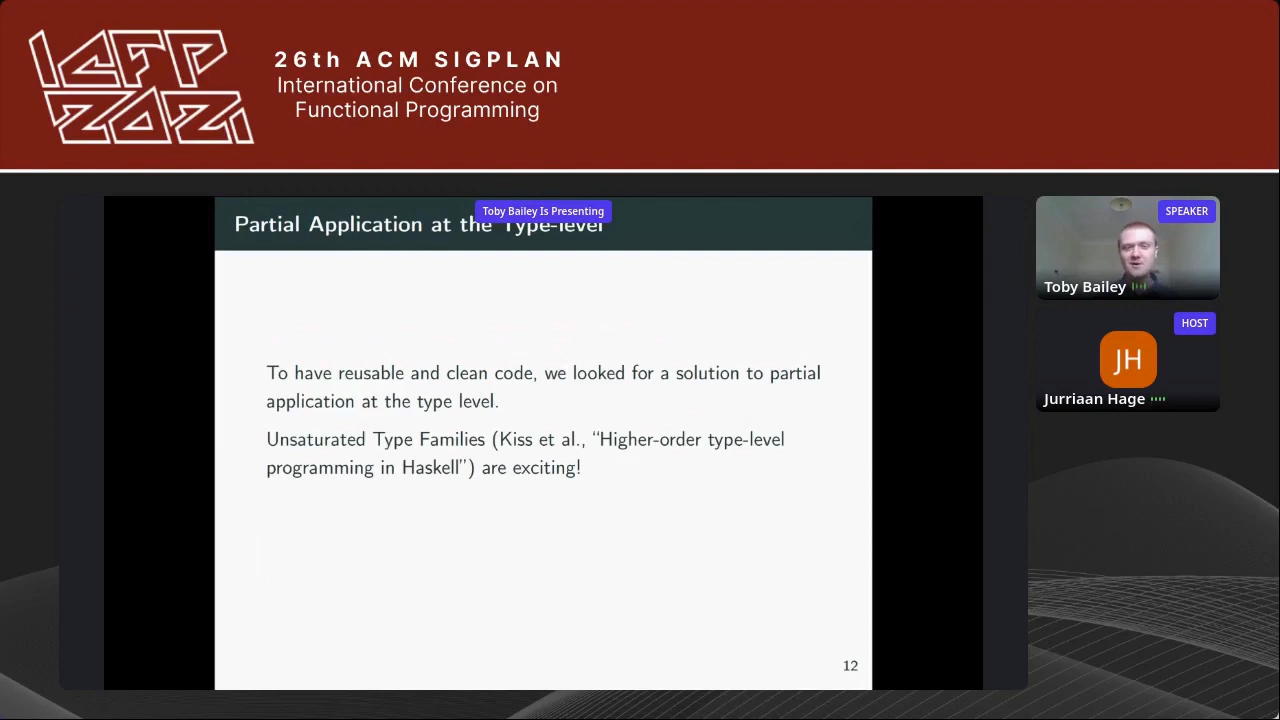 ICFP
2021
26th ACM SIGPLAN
International Conference on
Functional Programming
Partial Application at the Type-level
Toby Bailey Is Presenting
To have reusable and clean code, we looked for a solution to partial
application at the type level.
Unsaturated Type Families (Kiss et al., “Higher-order type-level
programming in Haskell”) are exciting!
12
SPEAKER
Toby Bailey
HOST
JH
Jurriaan Hage